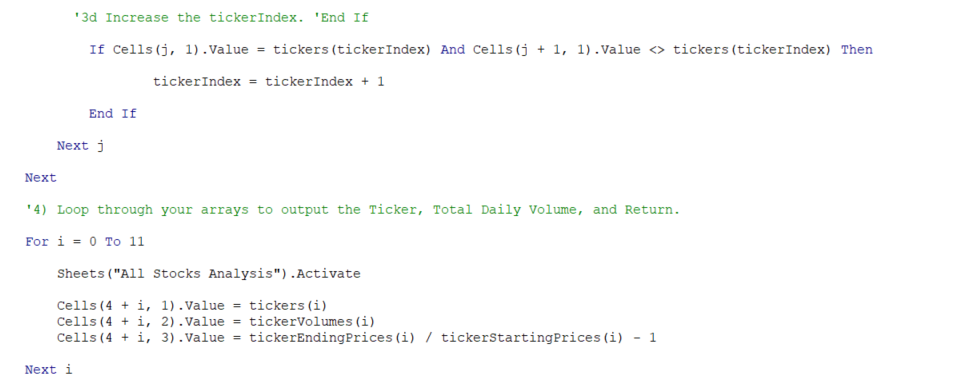 '3d Increase the tickerIndex. 'End If
If Cells(j, 1).Value = tickers(tickerIndex) And Cells(j + 1, 1).Value <> tickers(tickerIndex) Then
tickerIndex = tickerIndex + 1
End If
Next j
Next
'4) Loop through your arrays to output the Ticker, Total Daily Volume, and Return.
For i = 0 To 11
Sheets("All Stocks Analysis").Activate
Cells(4 + i, 1).Value = tickers(i)
Cells(4 + i, 2).Value = tickerVolumes(i)
Cells(4 + i, 3).Value = tickerEndingPrices(i) / tickerStartingPrices(i) - 1
Next i